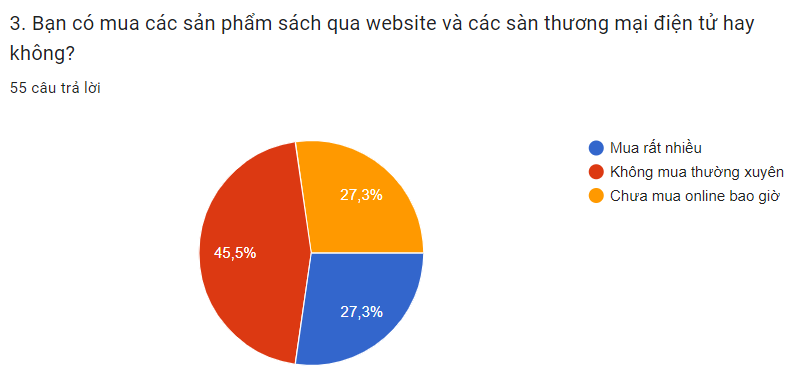 3. Bạn có mua các sản phẩm sách qua website và các sàn thương mại điện tử hay
không?
55 câu trả lời
Mua rất nhiều
Không mua thường xuyên
Chưa mua online bao giờ
27,3%
45,5%
27,3%